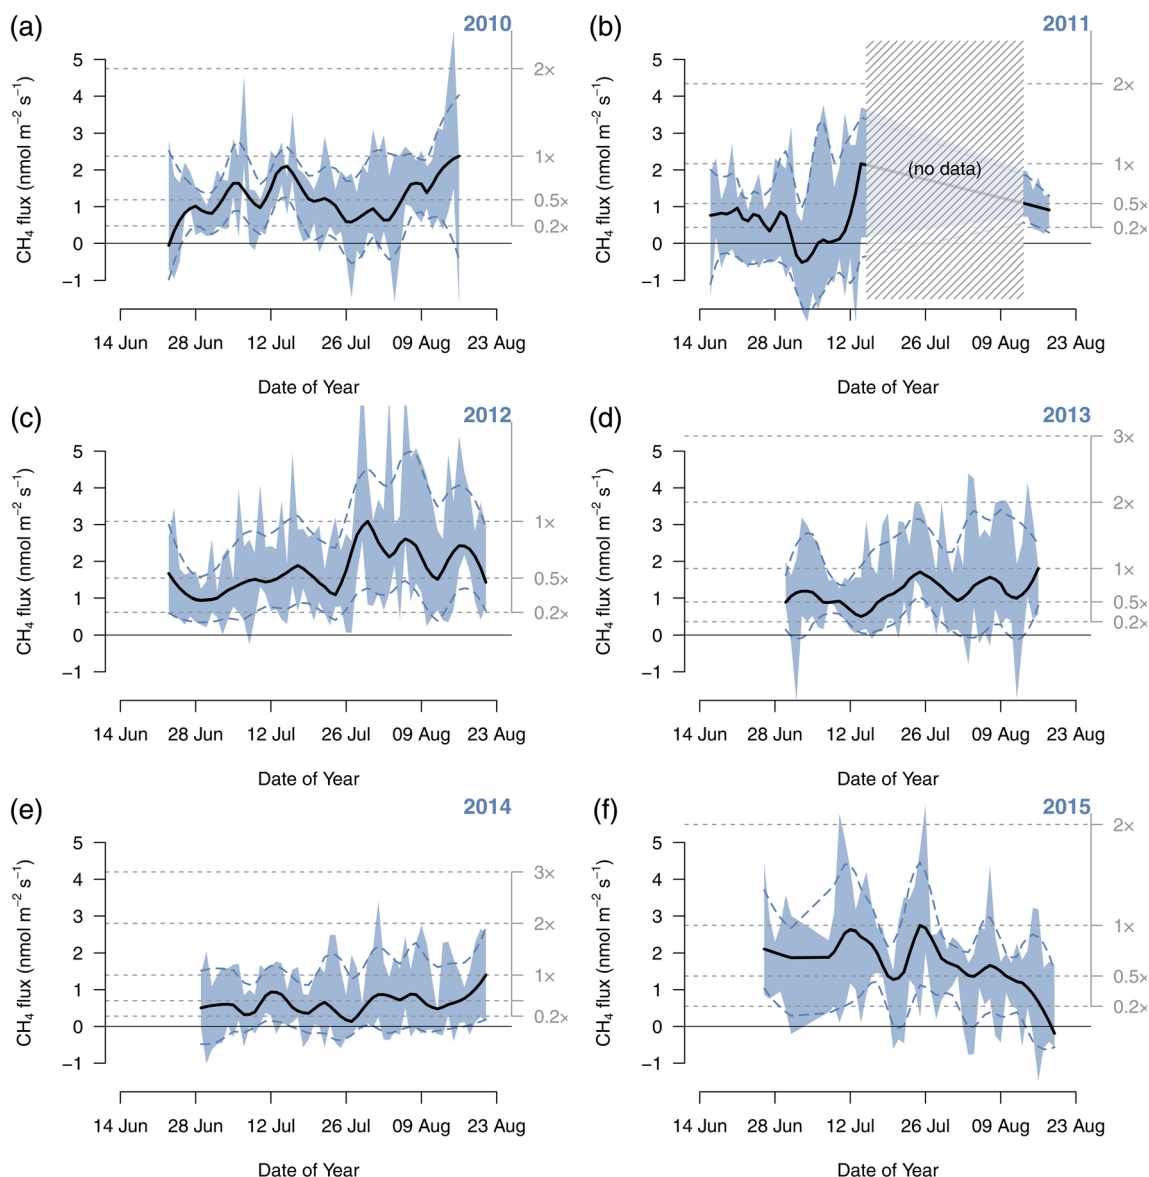 (a) 2010
CH4 flux (nmol m−2 s−1)
5
4
3
2
1
0
−1
2×
1×
0.5×
0.2×
14 Jun 28 Jun 12 Jul 26 Jul 09 Aug 23 Aug
Date of Year
(b) 2011
CH4 flux (nmol m−2 s−1)
5
4
3
2
1
0
−1
(no data)
2×
1×
0.5×
0.2×
14 Jun 28 Jun 12 Jul 26 Jul 09 Aug 23 Aug
Date of Year
(c) 2012
CH4 flux (nmol m−2 s−1)
5
4
3
2
1
0
−1
1×
0.5×
0.2×
14 Jun 28 Jun 12 Jul 26 Jul 09 Aug 23 Aug
Date of Year
(d) 2013
CH4 flux (nmol m−2 s−1)
5
4
3
2
1
0
−1
3×
2×
1×
0.5×
0.2×
14 Jun 28 Jun 12 Jul 26 Jul 09 Aug 23 Aug
Date of Year
(e) 2014
CH4 flux (nmol m−2 s−1)
5
4
3
2
1
0
−1
3×
2×
1×
0.2×
14 Jun 28 Jun 12 Jul 26 Jul 09 Aug 23 Aug
Date of Year
(f) 2015
CH4 flux (nmol m−2 s−1)
5
4
3
2
1
0
−1
2×
1×
0.5×
0.2×
14 Jun 28 Jun 12 Jul 26 Jul 09 Aug 23 Aug
Date of Year